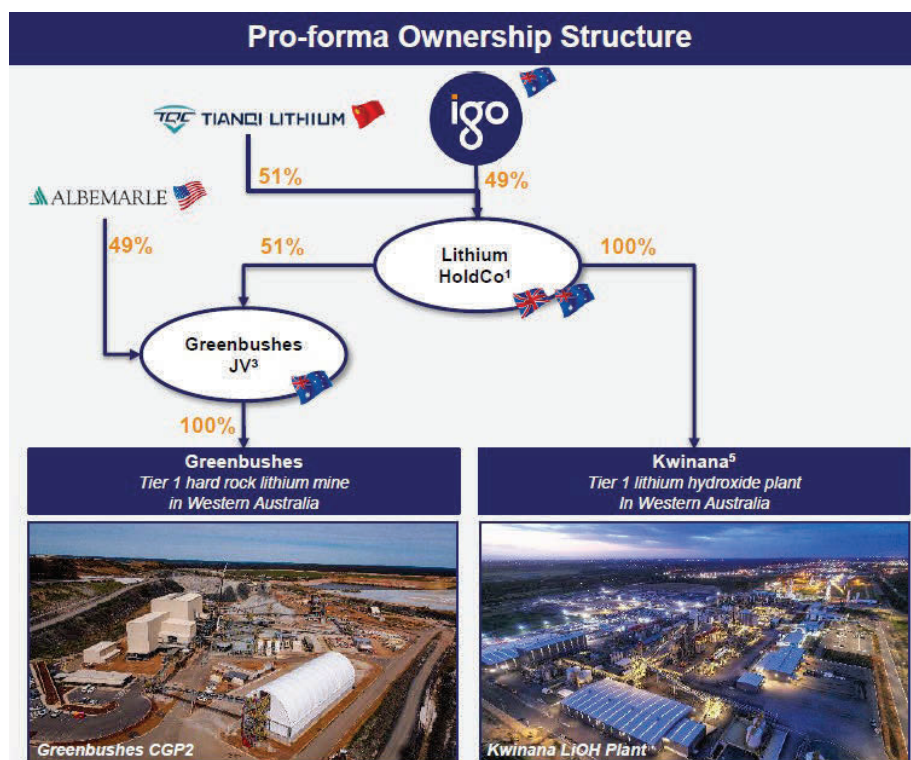 Pro-forma Ownership Structure
TQC TIANQI LITHIUM
igo
51%
49%
ALBEMARLE
49%
51%
Lithium
HoldCo¹
100%
Greenbushes
JV³
100%
Greenbushes
Tier 1 hard rock lithium mine
in Western Australia
Kwinana⁵
Tier 1 lithium hydroxide plant
In Western Australia
Greenbushes CGP2
Kwinana LiOH Plant